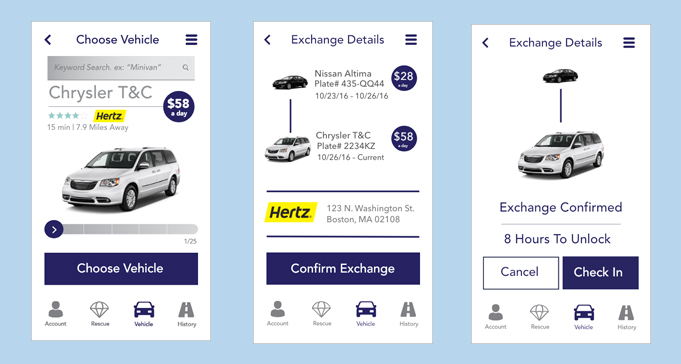 Choose Vehicle
Keyword Search. ex: "Minivan"
Chrysler T&C
$58
a day
Hertz
15 min | 7.9 Miles Away
1/25
Choose Vehicle
Account
Rescue
Vehicle
History
Exchange Details
Nissan Altima
Plate# 435-QQ44
10/23/16 - 10/26/16
$28
a day
Chrysler T&C
Plate# 2234KZ
10/26/16 - Current
$58
a day
Hertz
123 N. Washington St.
Boston, MA 02108
Confirm Exchange
Account
Rescue
Vehicle
History
Exchange Details
Exchange Confirmed
8 Hours To Unlock
Cancel
Check In
Account
Rescue
Vehicle
History